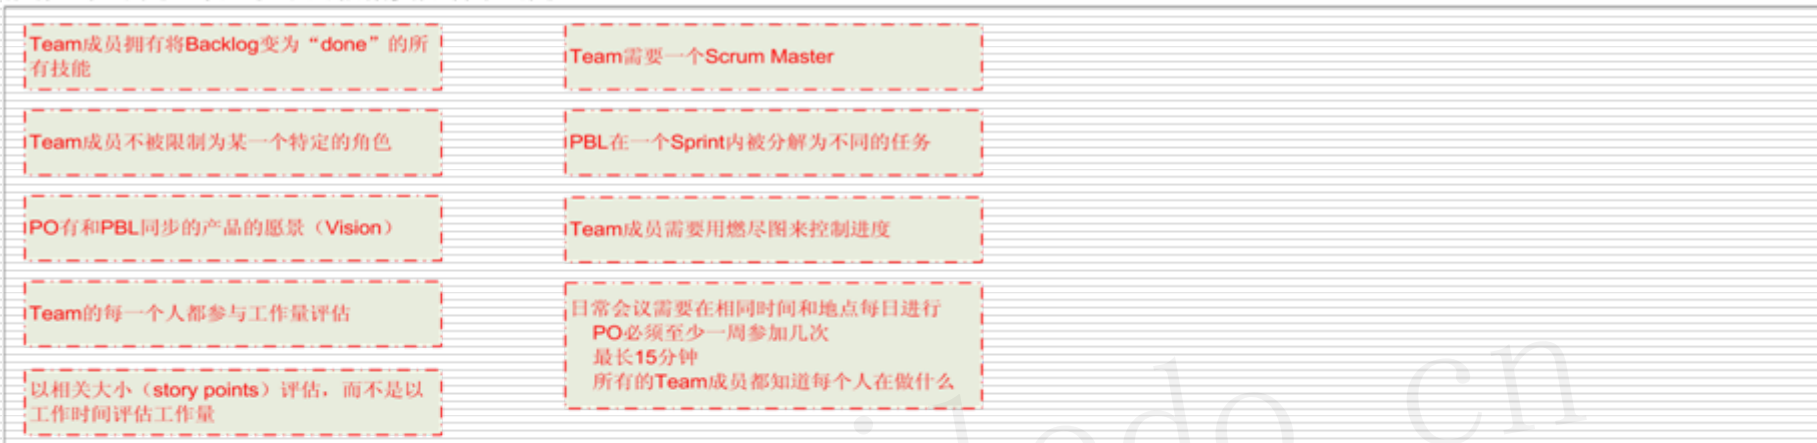 Team成员拥有将Backlog变为“done”的所
有技能
Team成员不被限制为某一个特定的角色
PO有和PBL同步的产品的愿景（Vision）
Team的每一个人都参与工作量评估
以相关大小（story points）评估，而不是以
工作时间评估工作量
Team需要一个Scrum Master
PBL在一个Sprint内被分解为不同的任务
Team成员需要用燃尽图来控制进度
日常会议需要在相同时间和地点每日进行
PO必须至少一周参加几次
最长15分钟
所有的Team成员都知道每个人在做什么